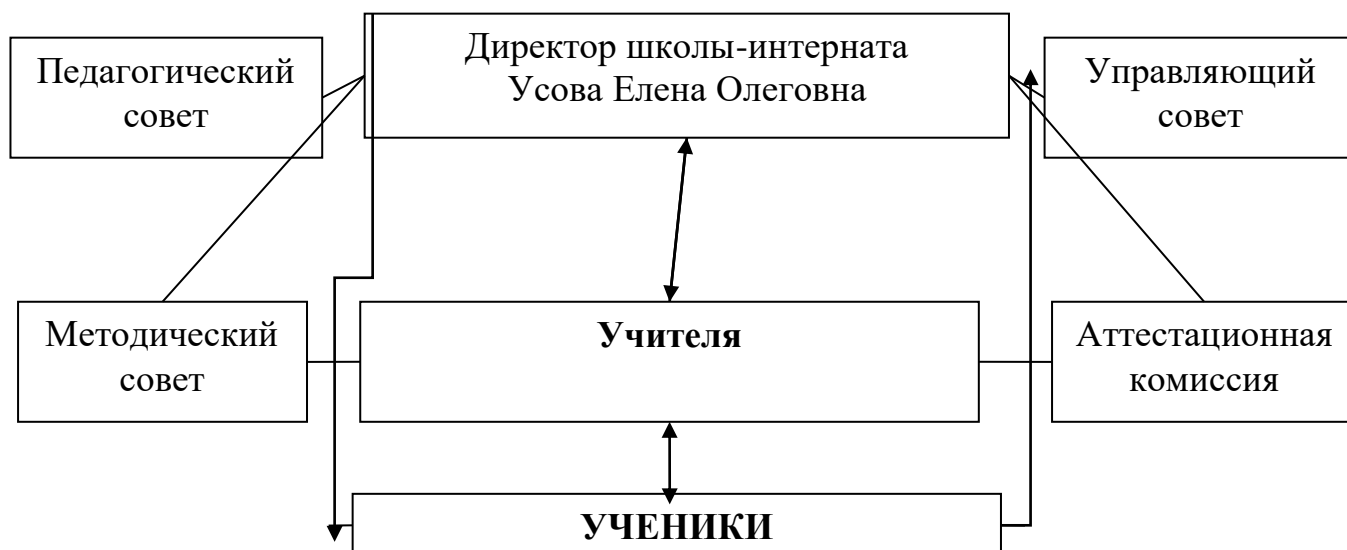 Директор школы-интерната
Усова Елена Олеговна
Педагогический
совет
Управляющий
совет
Методический
совет
Учителя
Аттестационная
комиссия
УЧЕНИКИ